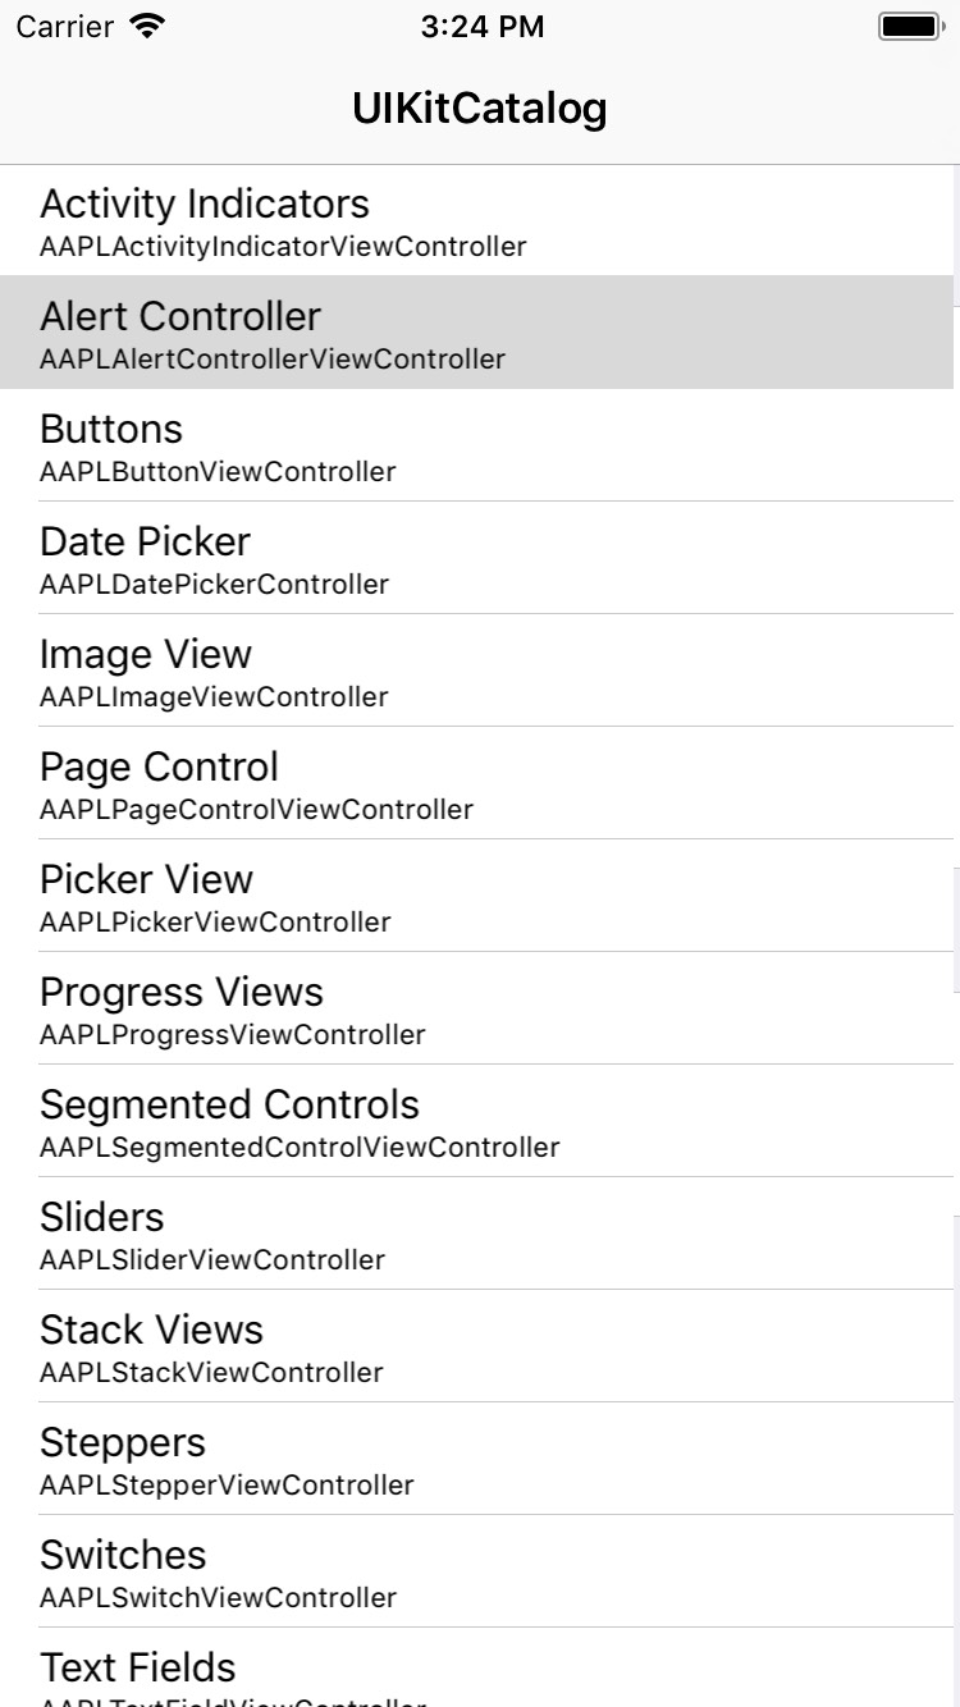 Carrier 3:24 PM
UIKitCatalog
Activity Indicators
AAPLActivityIndicatorViewController
Alert Controller
AAPLAlertControllerViewController
Buttons
AAPLButtonViewController
Date Picker
AAPLDatePickerController
Image View
AAPLImageViewController
Page Control
AAPLPageControlViewController
Picker View
AAPLPickerViewController
Progress Views
AAPLProgressViewController
Segmented Controls
AAPLSegmentedControlViewController
Sliders
AAPLSliderViewController
Stack Views
AAPLStackViewController
Steppers
AAPLStepperViewController
Switches
AAPLSwitchViewController
Text Fields
AAPLTextFieldViewController